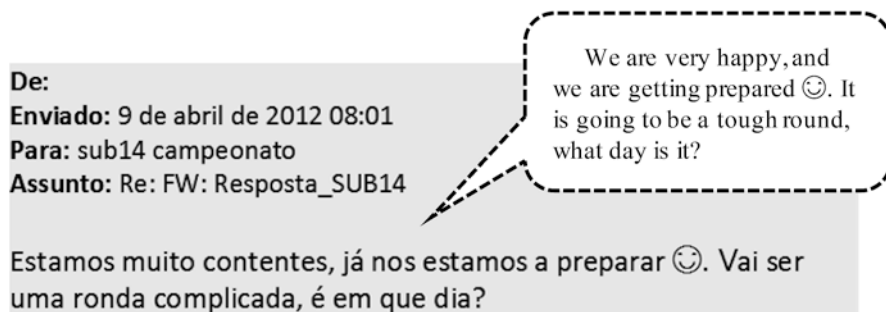 We are very happy, and
we are getting prepared ☺. It
is going to be a tough round,
what day is it?
De:
Enviado: 9 de abril de 2012 08:01
Para: sub14 campeonato
Assunto: Re: FW: Resposta_SUB14
Estamos muito contentes, já nos estamos a preparar ☺. Vai ser
uma ronda complicada, é em que dia?